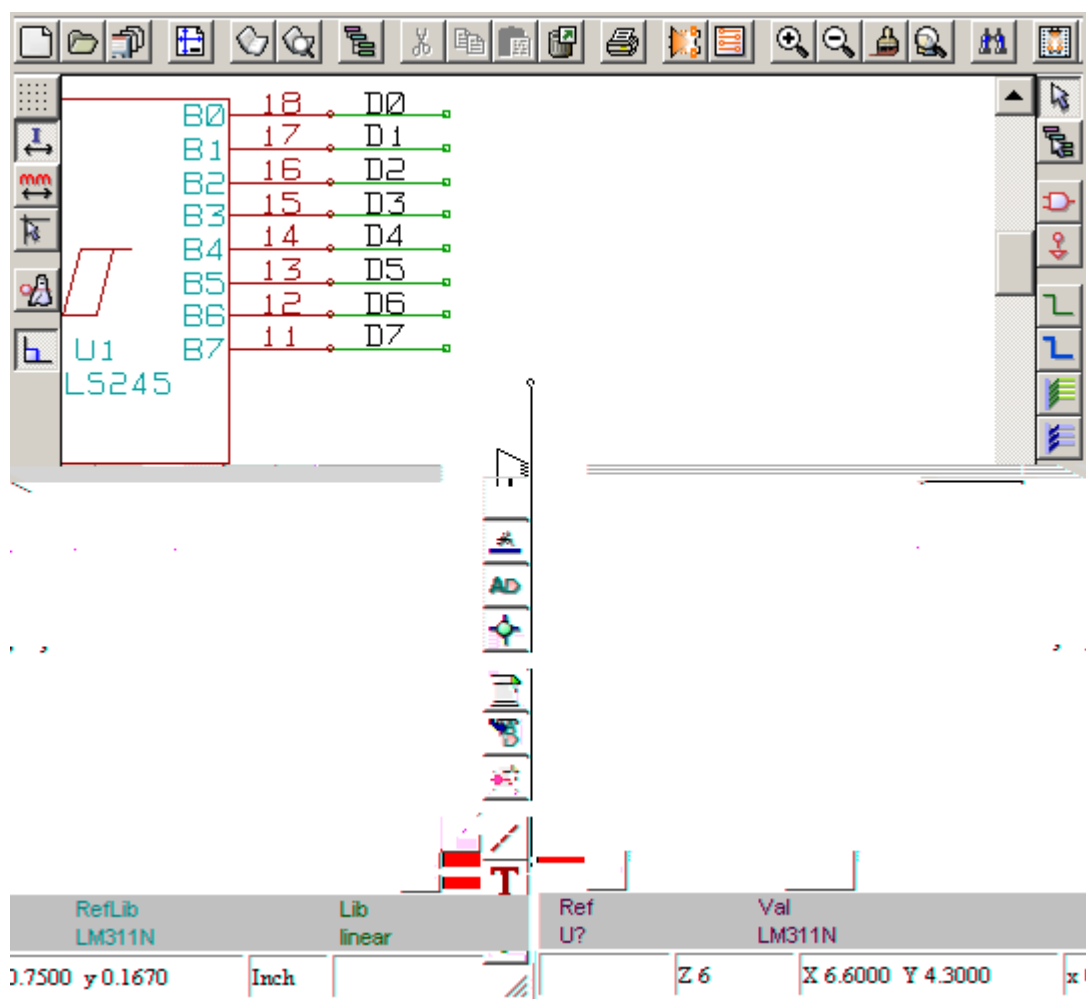 mm
B0 18 D0
B1 17 D1
B2 16 D2
B3 15 D3
B4 14 D4
B5 13 D5
B6 12 D6
B7 11 D7
U1
LS245
T
RefLib Lib Ref Val
LM311N linear U? LM311N
0.7500 y 0.1670 Inch Z 6 X 6.6000 Y 4.3000 x